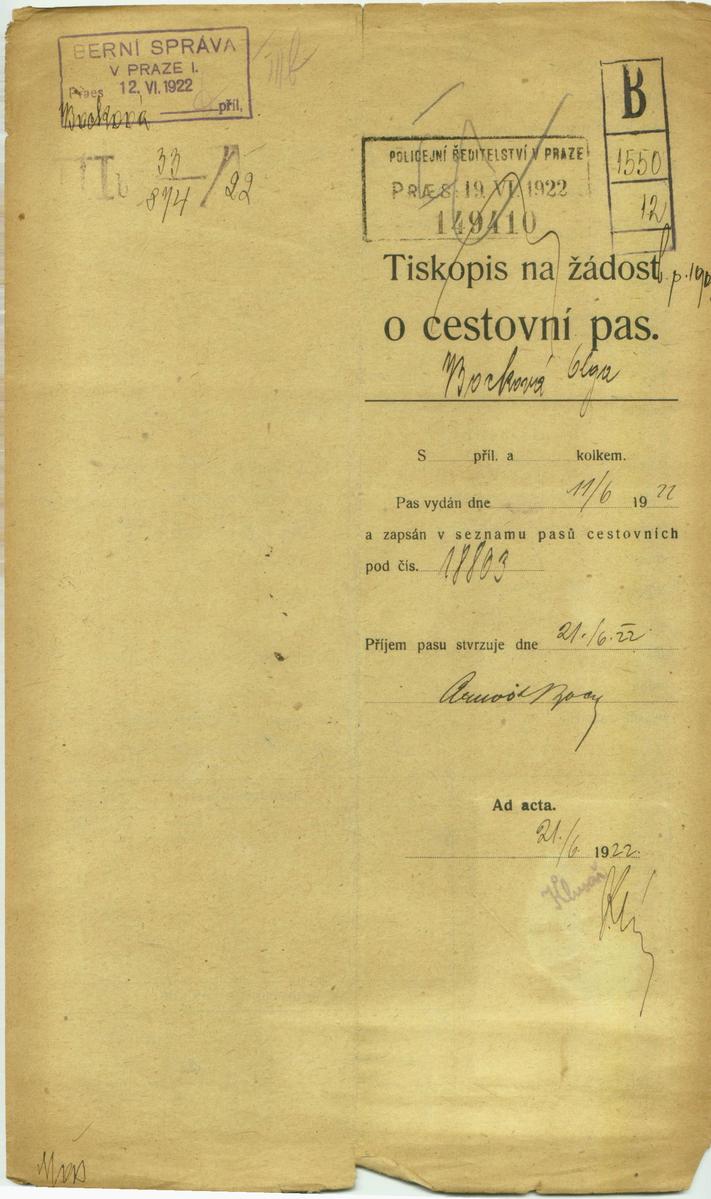 BERNÍ SPRÁVA
V PRAZE I.
Praes 12. VI. 1922
příl.
Bocková
IIb 33
874 / 22
B
1550
12
POLICEJNÍ ŘEDITELSTVÍ V PRAZE
PRÆS. 19 VI 1922
149410
Tiskopis na žádost
o cestovní pas.
Bocková Olga
S příl. a kolkem.
Pas vydán dne 11/6 1922
a zapsán v seznamu pasů cestovních
pod čís. 18803
Příjem pasu stvrzuje dne 21./6. 22
Ad acta.
21./6. 1922.